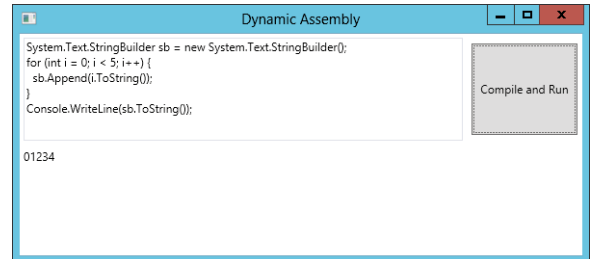 Dynamic Assembly
System.Text.StringBuilder sb = new System.Text.StringBuilder();
for (int i = 0; i < 5; i++) {
  sb.Append(i.ToString());
}
Console.WriteLine(sb.ToString());
Compile and Run
01234